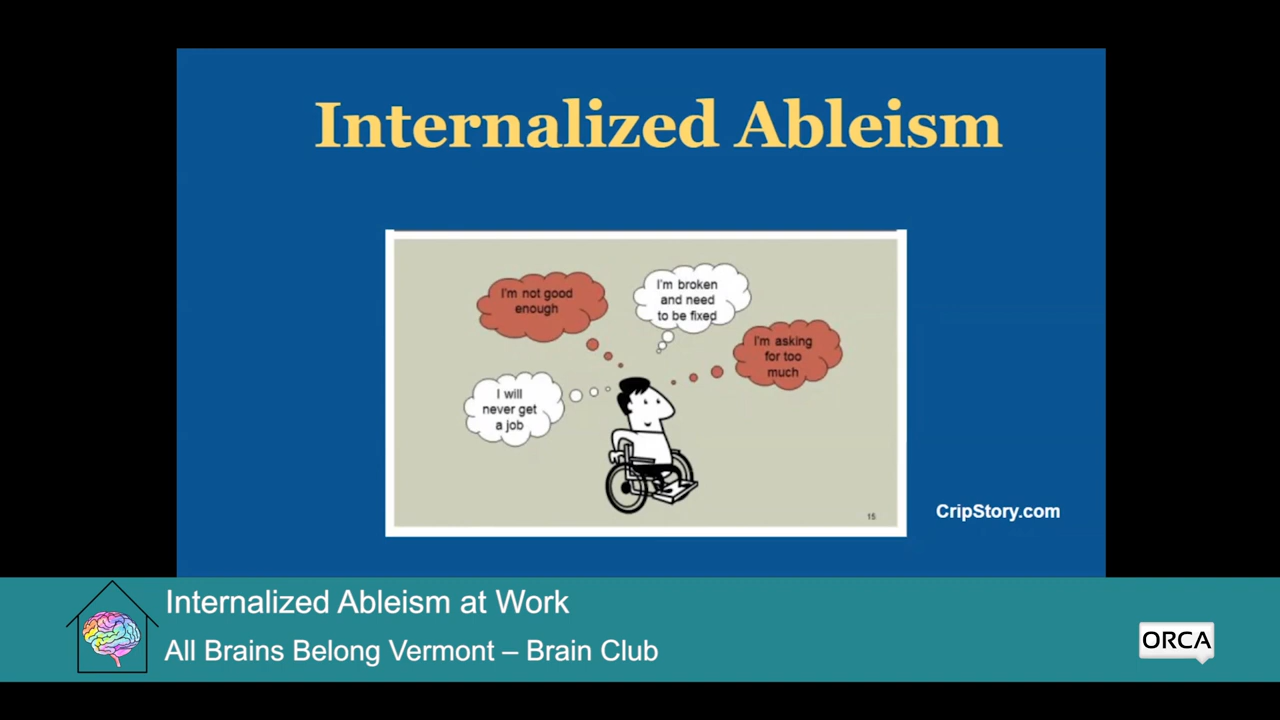 Internalized Ableism
I'm not good
enough
I'm broken
and need
to be fixed
I'm asking
for too
much
I will
never get
a job
15
CripStory.com
Internalized Ableism at Work
All Brains Belong Vermont – Brain Club
ORCA